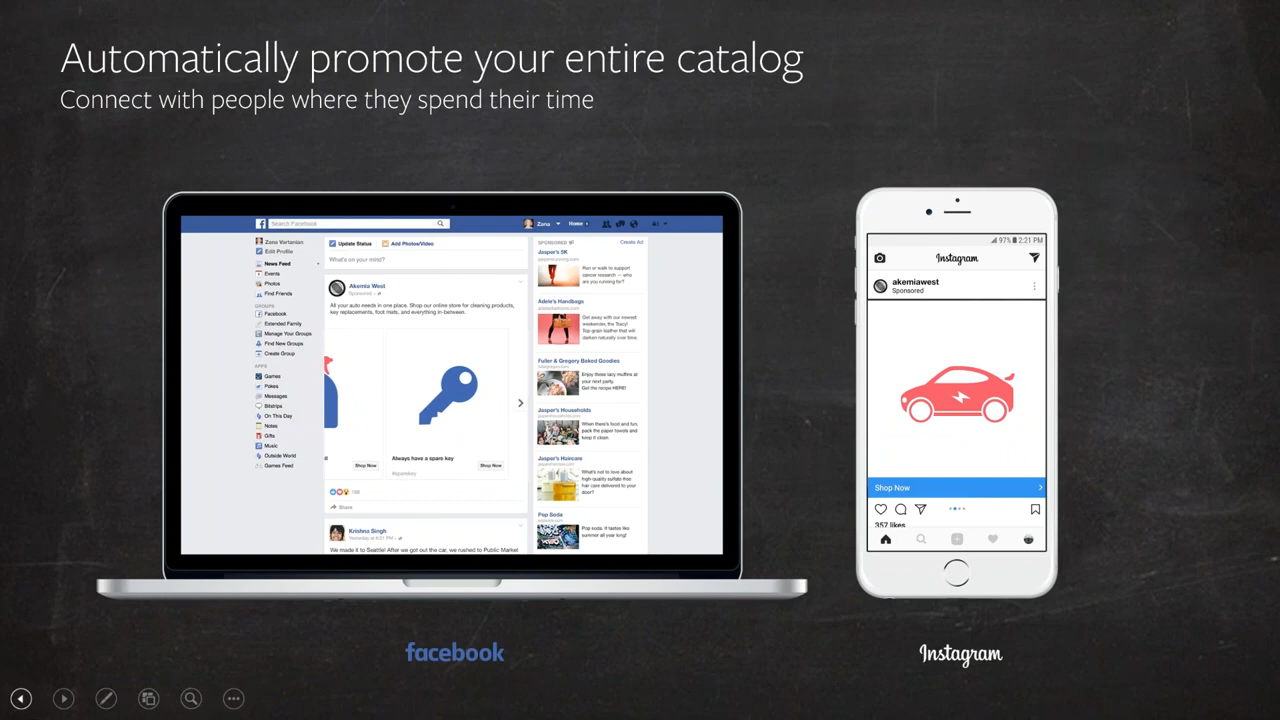 Automatically promote your entire catalog
Connect with people where they spend their time
Search Facebook
Zana
Home
Zana Vartanian
Edit Profile
News Feed
Events
Photos
Find Friends
GROUPS
Facebook
Extended Family
Manage Your Groups
Find New Groups
Create Group
APPS
Games
Pokes
Messages
Bitstrips
On This Day
Notes
Gifts
Music
Outside World
Games Feed
Update Status
Add Photos/Video
What's on your mind?
Akemia West
Sponsored
All your auto needs in one place. Shop our online store for cleaning products,
key replacements, foot mats, and everything in-between.
Shop Now
Always have a spare key
#sparekey
Shop Now
Share
Krishna Singh
Yesterday at 6:21 PM
We made it to Seattle! After we got out the car, we rushed to Public Market
SPONSORED
Create Ad
Jasper's 5K
Run or walk to support
cancer research — who
are you running for?
Adele's Handbags
Get away with our newest
weekender, the Tracy!
Top-grain leather that will
darken naturally over time.
Fuller & Gregory Baked Goodies
Enjoy these tasty muffins at
your next party.
Get the recipe HERE!
Jasper's Households
When there's food and fun,
pack the paper towels and
keep it clean.
Jasper's Haircare
What's not to love about
high-quality sulfate-free
hair care delivered to your
door?
Pop Soda
Pop soda. It tastes like
summer all year long!
97% 2:21 PM
Instagram
akemiawest
Sponsored
Shop Now
357 likes
facebook
Instagram